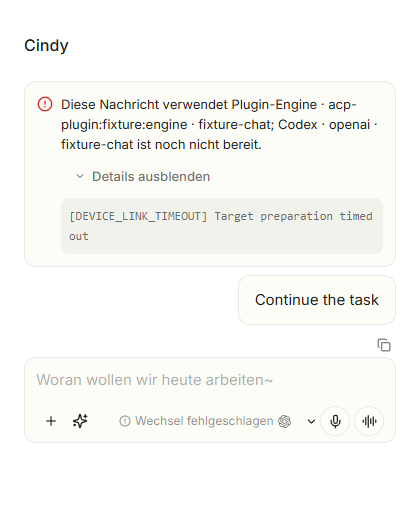 Cindy
Diese Nachricht verwendet Plugin-Engine · acp-
plugin:fixture:engine · fixture-chat; Codex · openai ·
fixture-chat ist noch nicht bereit.
Details ausblenden
[DEVICE_LINK_TIMEOUT] Target preparation timed
out
Continue the task
Woran wollen wir heute arbeiten~
Wechsel fehlgeschlagen